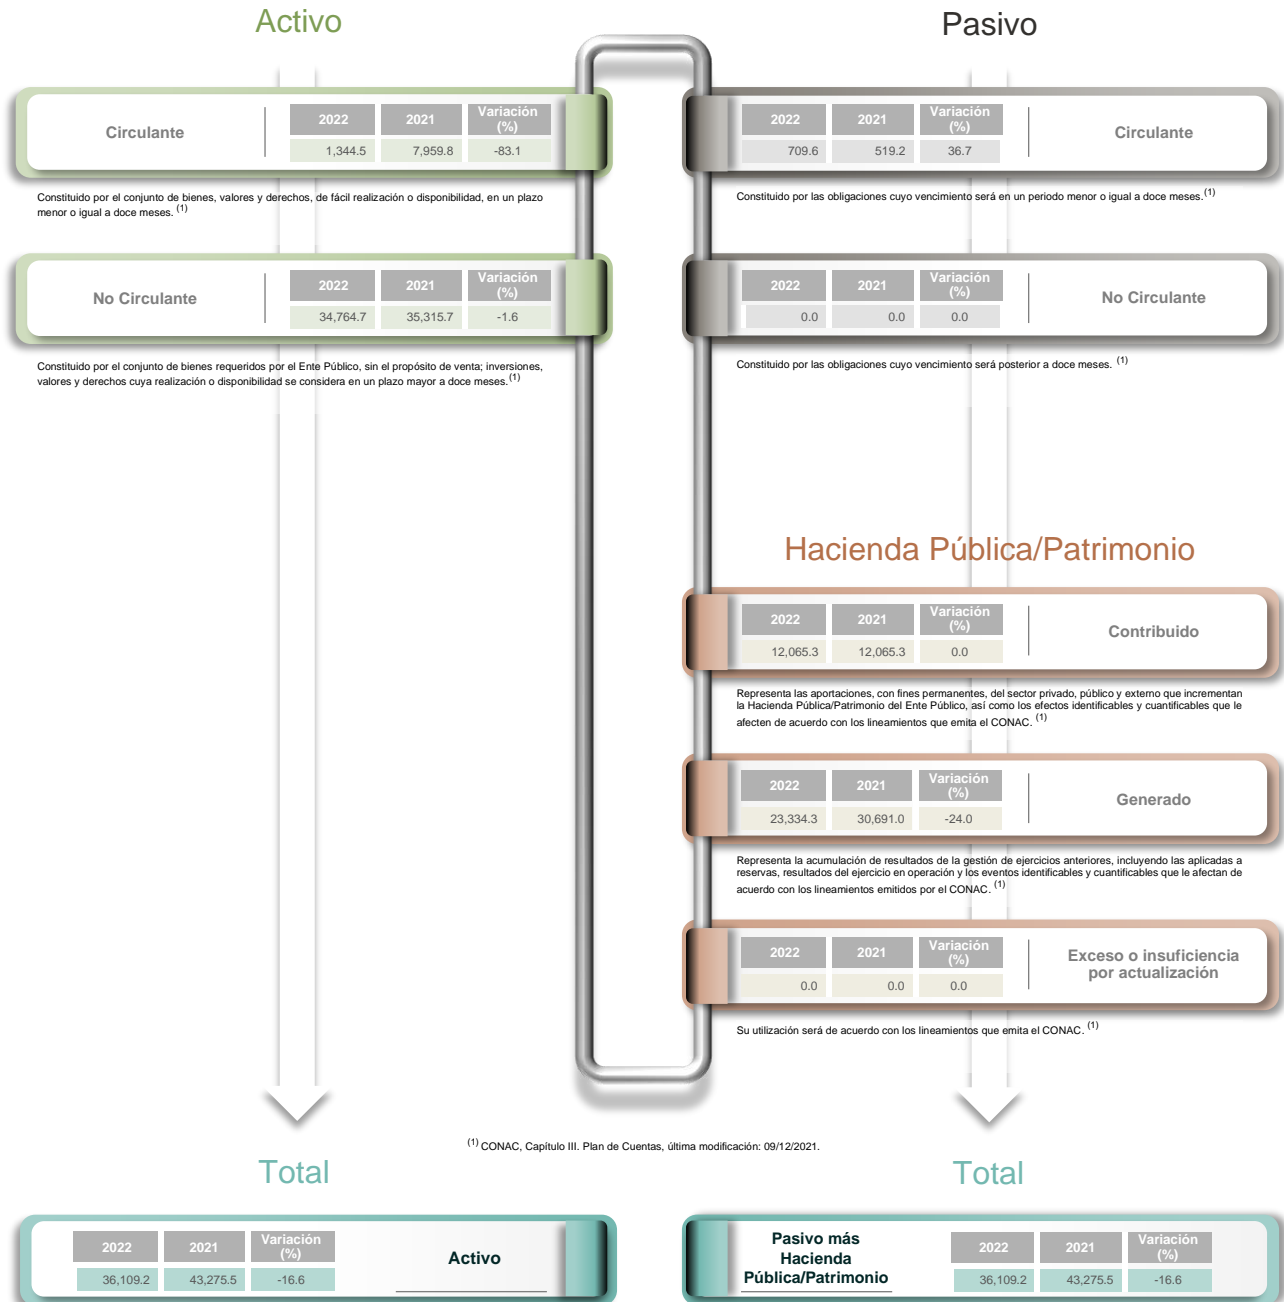 Activo
Circulante
2022 2021 Variación (%)
1,344.5 7,959.8 -83.1
Constituido por el conjunto de bienes, valores y derechos, de fácil realización o disponibilidad, en un plazo
menor o igual a doce meses. (1)
No Circulante
2022 2021 Variación (%)
34,764.7 35,315.7 -1.6
Constituido por el conjunto de bienes requeridos por el Ente Público, sin el propósito de venta; inversiones,
valores y derechos cuya realización o disponibilidad se considera en un plazo mayor a doce meses. (1)
Pasivo
2022 2021 Variación (%)
709.6 519.2 36.7
Circulante
Constituido por las obligaciones cuyo vencimiento será en un periodo menor o igual a doce meses. (1)
2022 2021 Variación (%)
0.0 0.0 0.0
No Circulante
Constituido por las obligaciones cuyo vencimiento será posterior a doce meses. (1)
Hacienda Pública/Patrimonio
2022 2021 Variación (%)
12,065.3 12,065.3 0.0
Contribuido
Representa las aportaciones, con fines permanentes, del sector privado, público y externo que incrementan
la Hacienda Pública/Patrimonio del Ente Público, así como los efectos identificables y cuantificables que le
afecten de acuerdo con los lineamientos que emita el CONAC. (1)
2022 2021 Variación (%)
23,334.3 30,691.0 -24.0
Generado
Representa la acumulación de resultados de la gestión de ejercicios anteriores, incluyendo las aplicadas a
reservas, resultados del ejercicio en operación y los eventos identificables y cuantificables que le afectan de
acuerdo con los lineamientos emitidos por el CONAC. (1)
2022 2021 Variación (%)
0.0 0.0 0.0
Exceso o insuficiencia
por actualización
Su utilización será de acuerdo con los lineamientos que emita el CONAC. (1)
(1) CONAC, Capítulo III. Plan de Cuentas, última modificación: 09/12/2021.
Total
2022 2021 Variación (%)
36,109.2 43,275.5 -16.6
Activo
Total
Pasivo más
Hacienda
Pública/Patrimonio
2022 2021 Variación (%)
36,109.2 43,275.5 -16.6